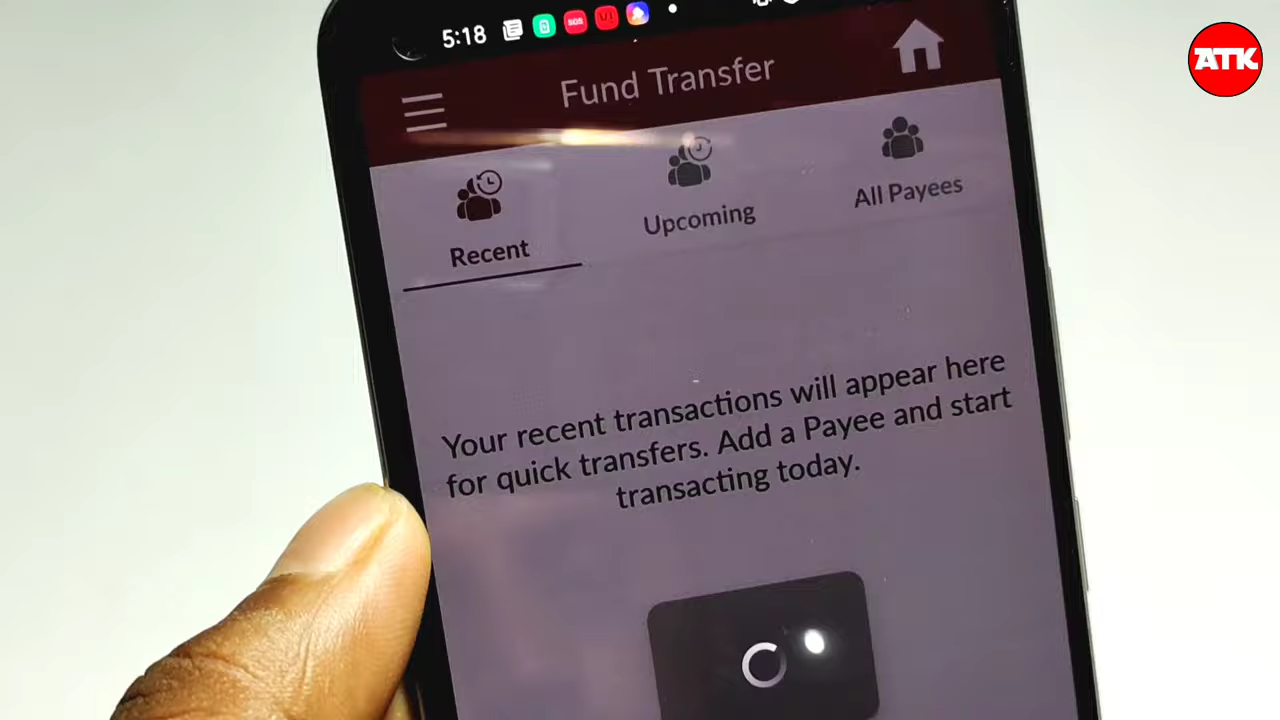 5:18
SOS
ATK
Fund Transfer
Recent
Upcoming
All Payees
Your recent transactions will appear here
for quick transfers. Add a Payee and start
transacting today.